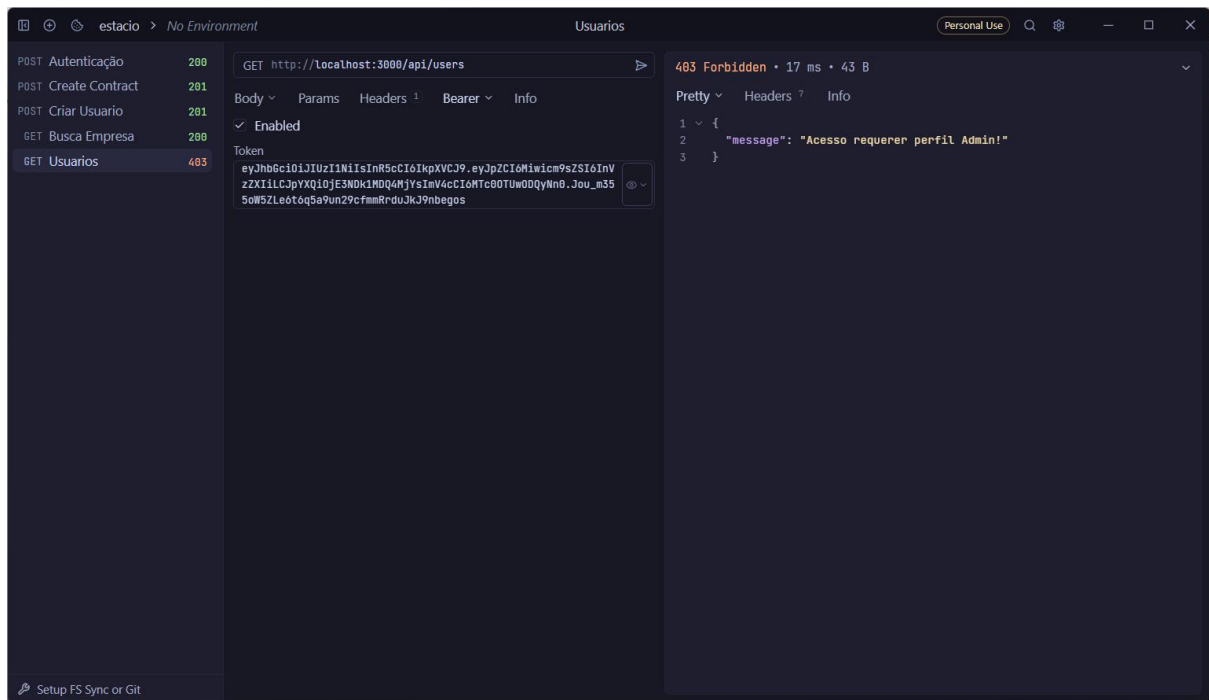 estacio > No Environment
Usuarios
Personal Use
POST Autenticação 200
POST Create Contract 201
POST Criar Usuario 201
GET Busca Empresa 200
GET Usuarios 403
Setup FS Sync or Git
GET http://localhost:3000/api/users
Body Params Headers 1 Bearer Info
Enabled
Token
eyJhbGciOiJIUzI1NiIsInR5cCI6IkpXVCJ9.eyJpZCI6Miwicm9sZSI6InV
zZXIiLCJpYXQiOjE3NDk1MDQ4MjYsImV4cCI6MTc0OTUwODQyNn0.Jou_m35
5oW5ZLe6t6q5a9un29cfmmRrduJkJ9nbegos
403 Forbidden • 17 ms • 43 B
Pretty Headers 7 Info
1 {
2 "message": "Acesso requerer perfil Admin!"
3 }